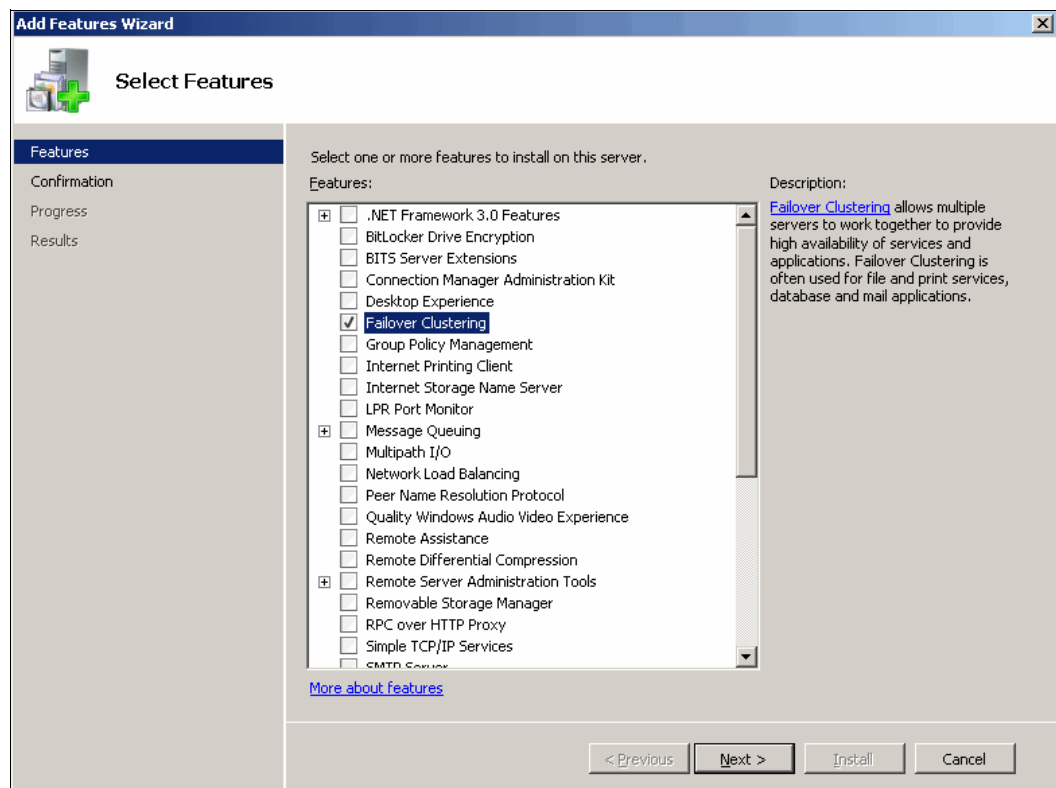 Add Features Wizard
Select Features
Features
Confirmation
Progress
Results
Select one or more features to install on this server.
Features:
.NET Framework 3.0 Features
BitLocker Drive Encryption
BITS Server Extensions
Connection Manager Administration Kit
Desktop Experience
Failover Clustering
Group Policy Management
Internet Printing Client
Internet Storage Name Server
LPR Port Monitor
Message Queuing
Multipath I/O
Network Load Balancing
Peer Name Resolution Protocol
Quality Windows Audio Video Experience
Remote Assistance
Remote Differential Compression
Remote Server Administration Tools
Removable Storage Manager
RPC over HTTP Proxy
Simple TCP/IP Services
SMTP Server
More about features
Description:
Failover Clustering allows multiple
servers to work together to provide
high availability of services and
applications. Failover Clustering is
often used for file and print services,
database and mail applications.
< Previous
Next >
Install
Cancel